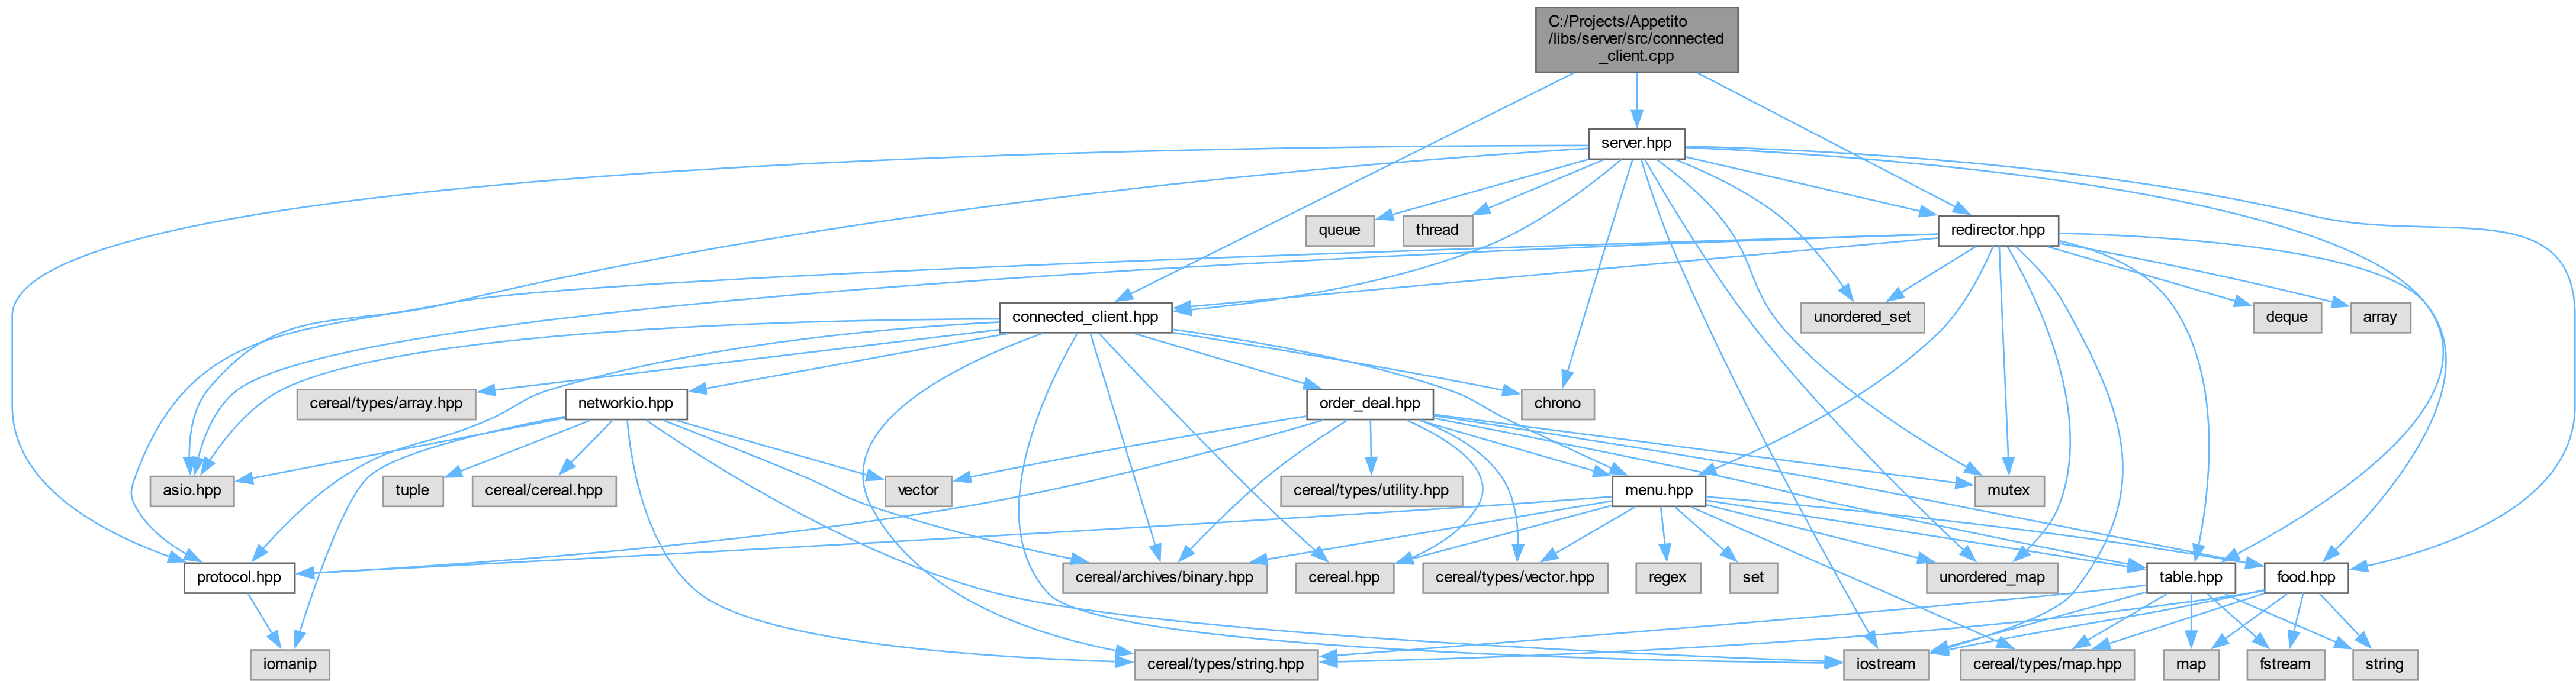 C:/Projects/Appetito
/libs/server/src/connected
_client.cpp
server.hpp
queue
thread
redirector.hpp
connected_client.hpp
unordered_set
deque
array
cereal/types/array.hpp
networkio.hpp
order_deal.hpp
chrono
asio.hpp
tuple
cereal/cereal.hpp
vector
cereal/types/utility.hpp
menu.hpp
mutex
protocol.hpp
cereal/archives/binary.hpp
cereal.hpp
cereal/types/vector.hpp
regex
set
unordered_map
table.hpp
food.hpp
iomanip
cereal/types/string.hpp
iostream
cereal/types/map.hpp
map
fstream
string